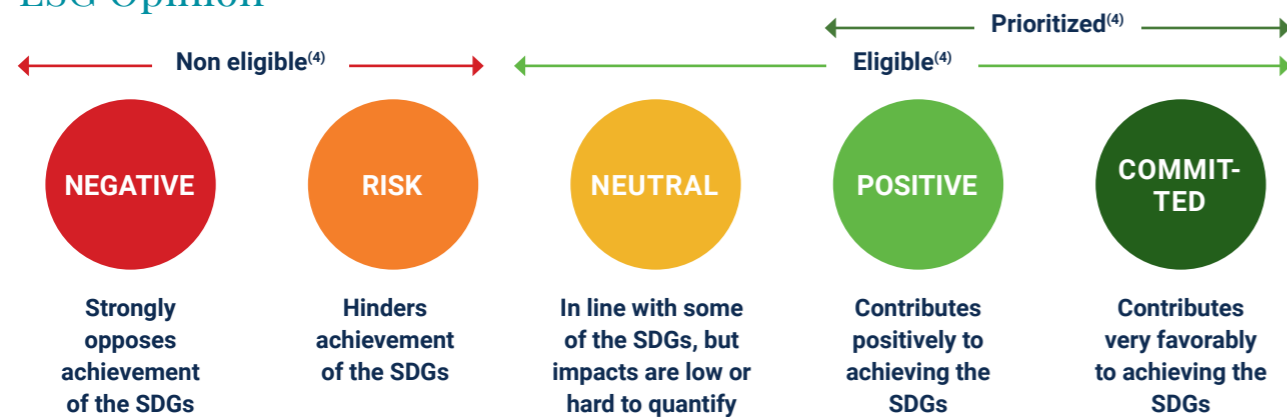 ESG Opinion
Prioritized(4)
Non eligible(4)
Eligible(4)
NEGATIVE
RISK
NEUTRAL
POSITIVE
COMMIT-
TED
Strongly
opposes
achievement
of the SDGs
Hinders
achievement
of the SDGs
In line with some
of the SDGs, but
impacts are low or
hard to quantify
Contributes
positively to
achieving the
SDGs
Contributes
very favorably
to achieving the
SDGs